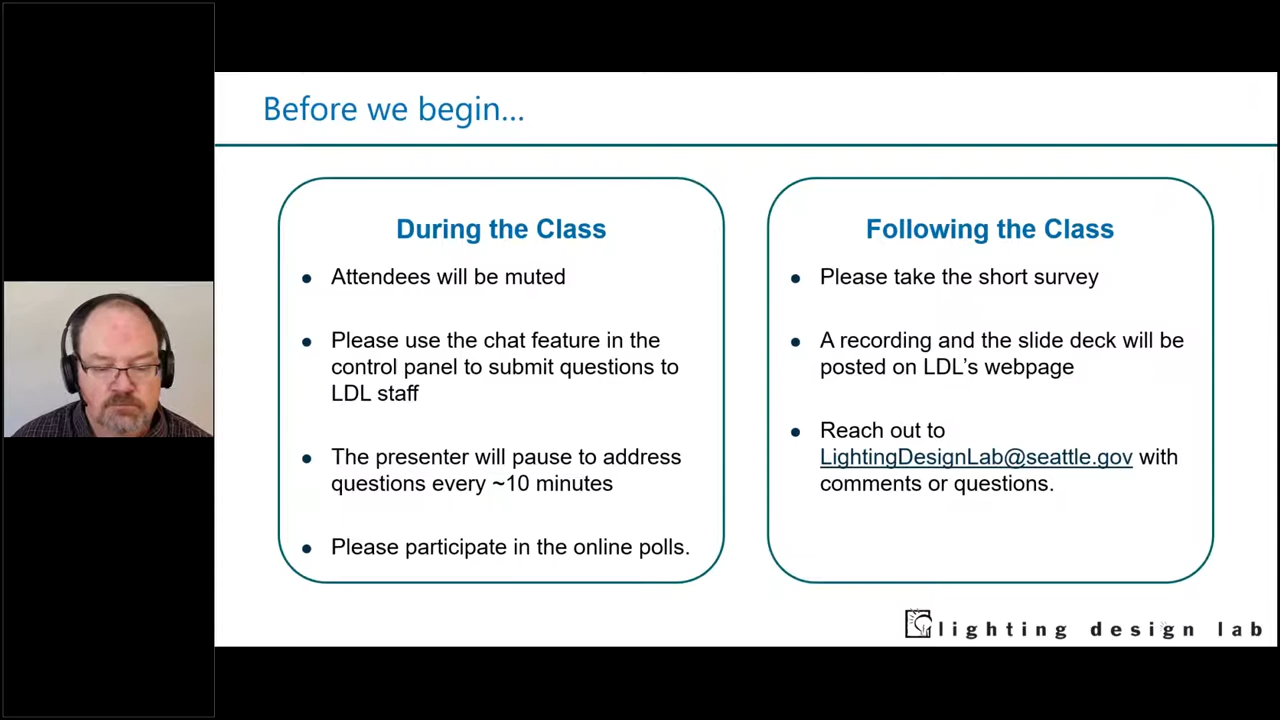 Before we begin...
During the Class
• Attendees will be muted
• Please use the chat feature in the
control panel to submit questions to
LDL staff
• The presenter will pause to address
questions every ~10 minutes
• Please participate in the online polls.
Following the Class
• Please take the short survey
• A recording and the slide deck will be
posted on LDL's webpage
• Reach out to
LightingDesignLab@seattle.gov with
comments or questions.
lighting design lab